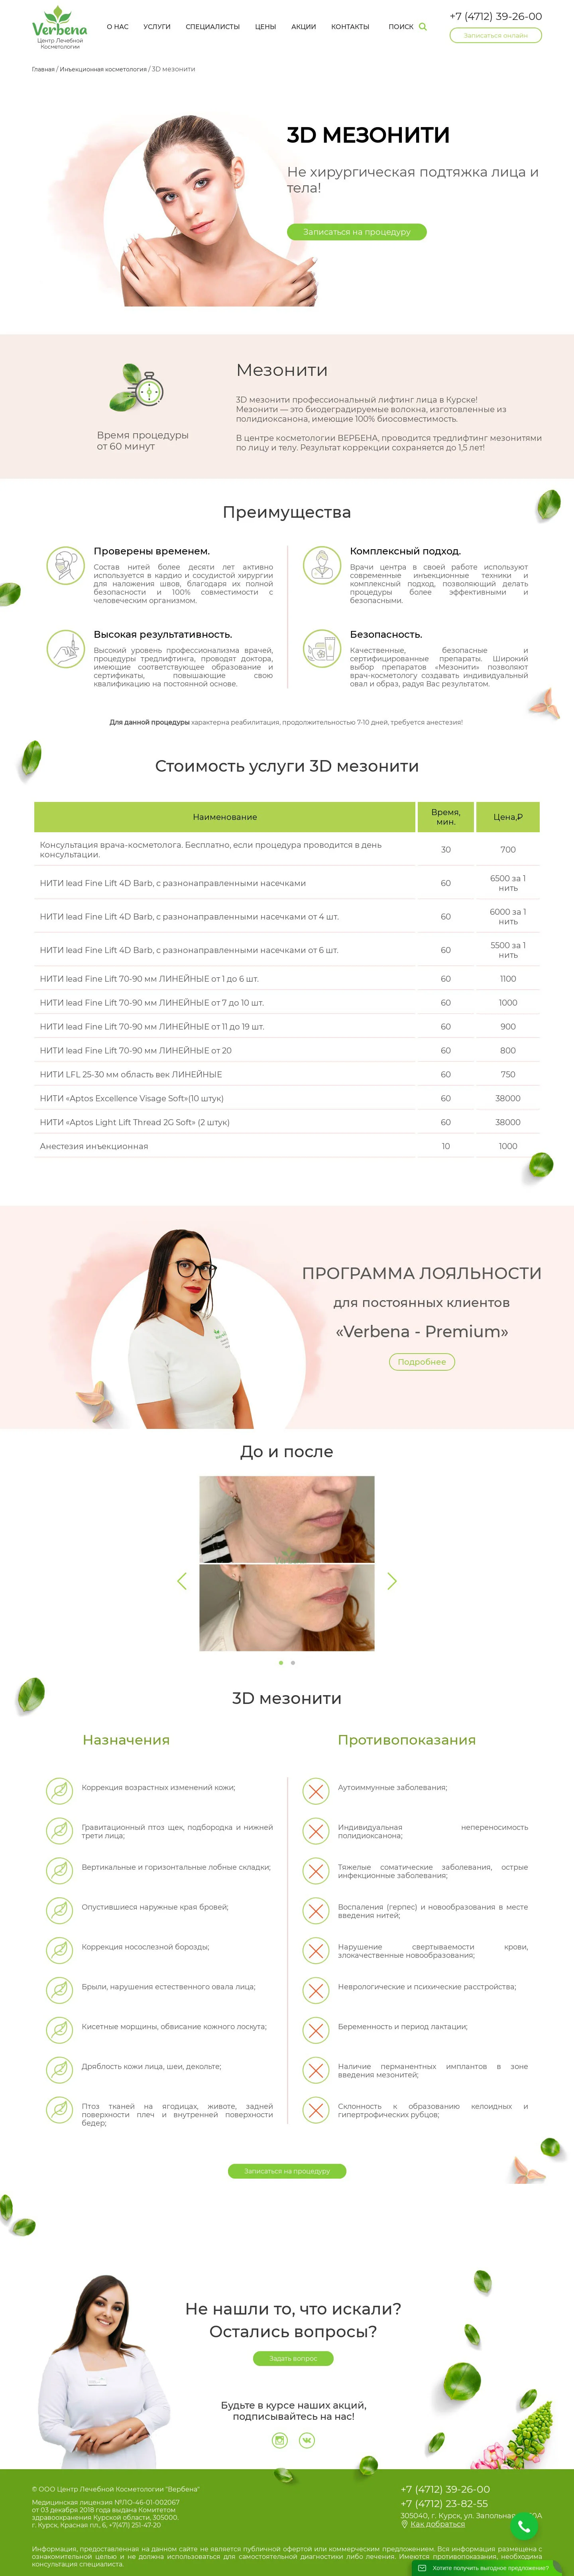 Verbena
Центр Лечебной
Косметологии
О НАС
УСЛУГИ
СПЕЦИАЛИСТЫ
ЦЕНЫ
АКЦИИ
КОНТАКТЫ
ПОИСК
+7 (4712) 39-26-00
Записаться онлайн
Главная / Инъекционная косметология / 3D мезонити
3D МЕЗОНИТИ
Не хирургическая подтяжка лица и
тела!
Записаться на процедуру
Время процедуры
от 60 минут
Мезонити
3D мезонити профессиональный лифтинг лица в Курске!
Мезонити — это биодеградируемые волокна, изготовленные из
полидиоксанона, имеющие 100% биосовместимость.
В центре косметологии ВЕРБЕНА, проводится тредлифтинг мезонитями
по лицу и телу. Результат коррекции сохраняется до 1,5 лет!
Преимущества
Проверены временем.
Состав нитей более десяти лет активно
используется в кардио и сосудистой хирургии
для наложения швов, благодаря их полной
безопасности и 100% совместимости с
человеческим организмом.
Комплексный подход.
Врачи центра в своей работе используют
современные инъекционные техники и
комплексный подход, позволяющий делать
процедуры более эффективными и
безопасными.
Высокая результативность.
Высокий уровень профессионализма врачей,
процедуры тредлифтинга, проводят доктора,
имеющие соответствующее образование и
сертификаты, повышающие свою
квалификацию на постоянной основе.
Безопасность.
Качественные, безопасные и
сертифицированные препараты. Широкий
выбор препаратов «Мезонити» позволяют
врач-косметологу создавать индивидуальный
овал и образ, радуя Вас результатом.
Для данной процедуры характерна реабилитация, продолжительностью 7-10 дней, требуется анестезия!
Стоимость услуги 3D мезонити
Наименование
Время,
мин.
Цена,₽
Консультация врача-косметолога. Бесплатно, если процедура проводится в день
консультации.
30
700
НИТИ lead Fine Lift 4D Barb, с разнонаправленными насечками
60
6500 за 1
нить
НИТИ lead Fine Lift 4D Barb, с разнонаправленными насечками от 4 шт.
60
6000 за 1
нить
НИТИ lead Fine Lift 4D Barb, с разнонаправленными насечками от 6 шт.
60
5500 за 1
нить
НИТИ lead Fine Lift 70-90 мм ЛИНЕЙНЫЕ от 1 до 6 шт.
60
1100
НИТИ lead Fine Lift 70-90 мм ЛИНЕЙНЫЕ от 7 до 10 шт.
60
1000
НИТИ lead Fine Lift 70-90 мм ЛИНЕЙНЫЕ от 11 до 19 шт.
60
900
НИТИ lead Fine Lift 70-90 мм ЛИНЕЙНЫЕ от 20
60
800
НИТИ LFL 25-30 мм область век ЛИНЕЙНЫЕ
60
750
НИТИ «Aptos Excellence Visage Soft»(10 штук)
60
38000
НИТИ «Aptos Light Lift Thread 2G Soft» (2 штук)
60
38000
Анестезия инъекционная
10
1000
ПРОГРАММА ЛОЯЛЬНОСТИ
для постоянных клиентов
«Verbena - Premium»
Подробнее
До и после
3D мезонити
Назначения
Коррекция возрастных изменений кожи;
Гравитационный птоз щек, подбородка и нижней
трети лица;
Вертикальные и горизонтальные лобные складки;
Опустившиеся наружные края бровей;
Коррекция носослезной борозды;
Брыли, нарушения естественного овала лица;
Кисетные морщины, обвисание кожного лоскута;
Дряблость кожи лица, шеи, декольте;
Птоз тканей на ягодицах, животе, задней
поверхности плеч и внутренней поверхности
бедер;
Противопоказания
Аутоиммунные заболевания;
Индивидуальная непереносимость
полидиоксанона;
Тяжелые соматические заболевания, острые
инфекционные заболевания;
Воспаления (герпес) и новообразования в месте
введения нитей;
Нарушение свертываемости крови,
злокачественные новообразования;
Неврологические и психические расстройства;
Беременность и период лактации;
Наличие перманентных имплантов в зоне
введения мезонитей;
Склонность к образованию келоидных и
гипертрофических рубцов;
Записаться на процедуру
Не нашли то, что искали?
Остались вопросы?
Задать вопрос
Будьте в курсе наших акций,
подписывайтесь на нас!
© ООО Центр Лечебной Косметологии "Вербена"
Медицинская лицензия №ЛО-46-01-002067
от 03 декабря 2018 года выдана Комитетом
здравоохранения Курской области, 305000.
г. Курск, Красная пл., 6, +7(471) 251-47-20
+7 (4712) 39-26-00
+7 (4712) 23-82-55
305040, г. Курск, ул. Запольная
Как добраться
Информация, предоставленная на данном сайте не является публичной офертой или коммерческим предложением. Вся информация размещена с
ознакомительной целью и не должна использоваться для самостоятельной диагностики либо лечения. Имеются противопоказания, необходима
консультация специалиста.
Хотите получить выгодное предложение?